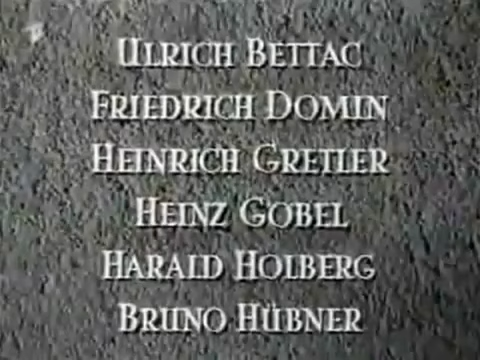 ULRICH BETTAC
FRIEDRICH DOMIN
HEINRICH GRETLER
HEINZ GOBEL
HARALD HOLBERG
BRUNO HÜBNER